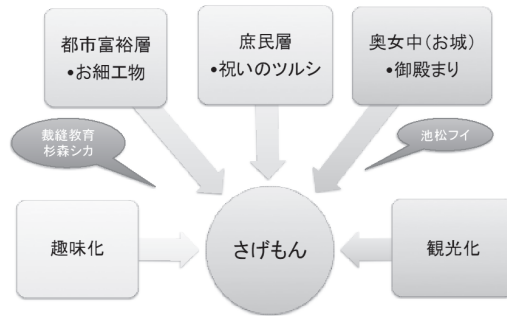 都市富裕層
•お細工物
庶民層
•祝いのツルシ
奥女中(お城)
•御殿まり
裁縫教育
杉森シカ
池松フイ
趣味化
さげもん
観光化